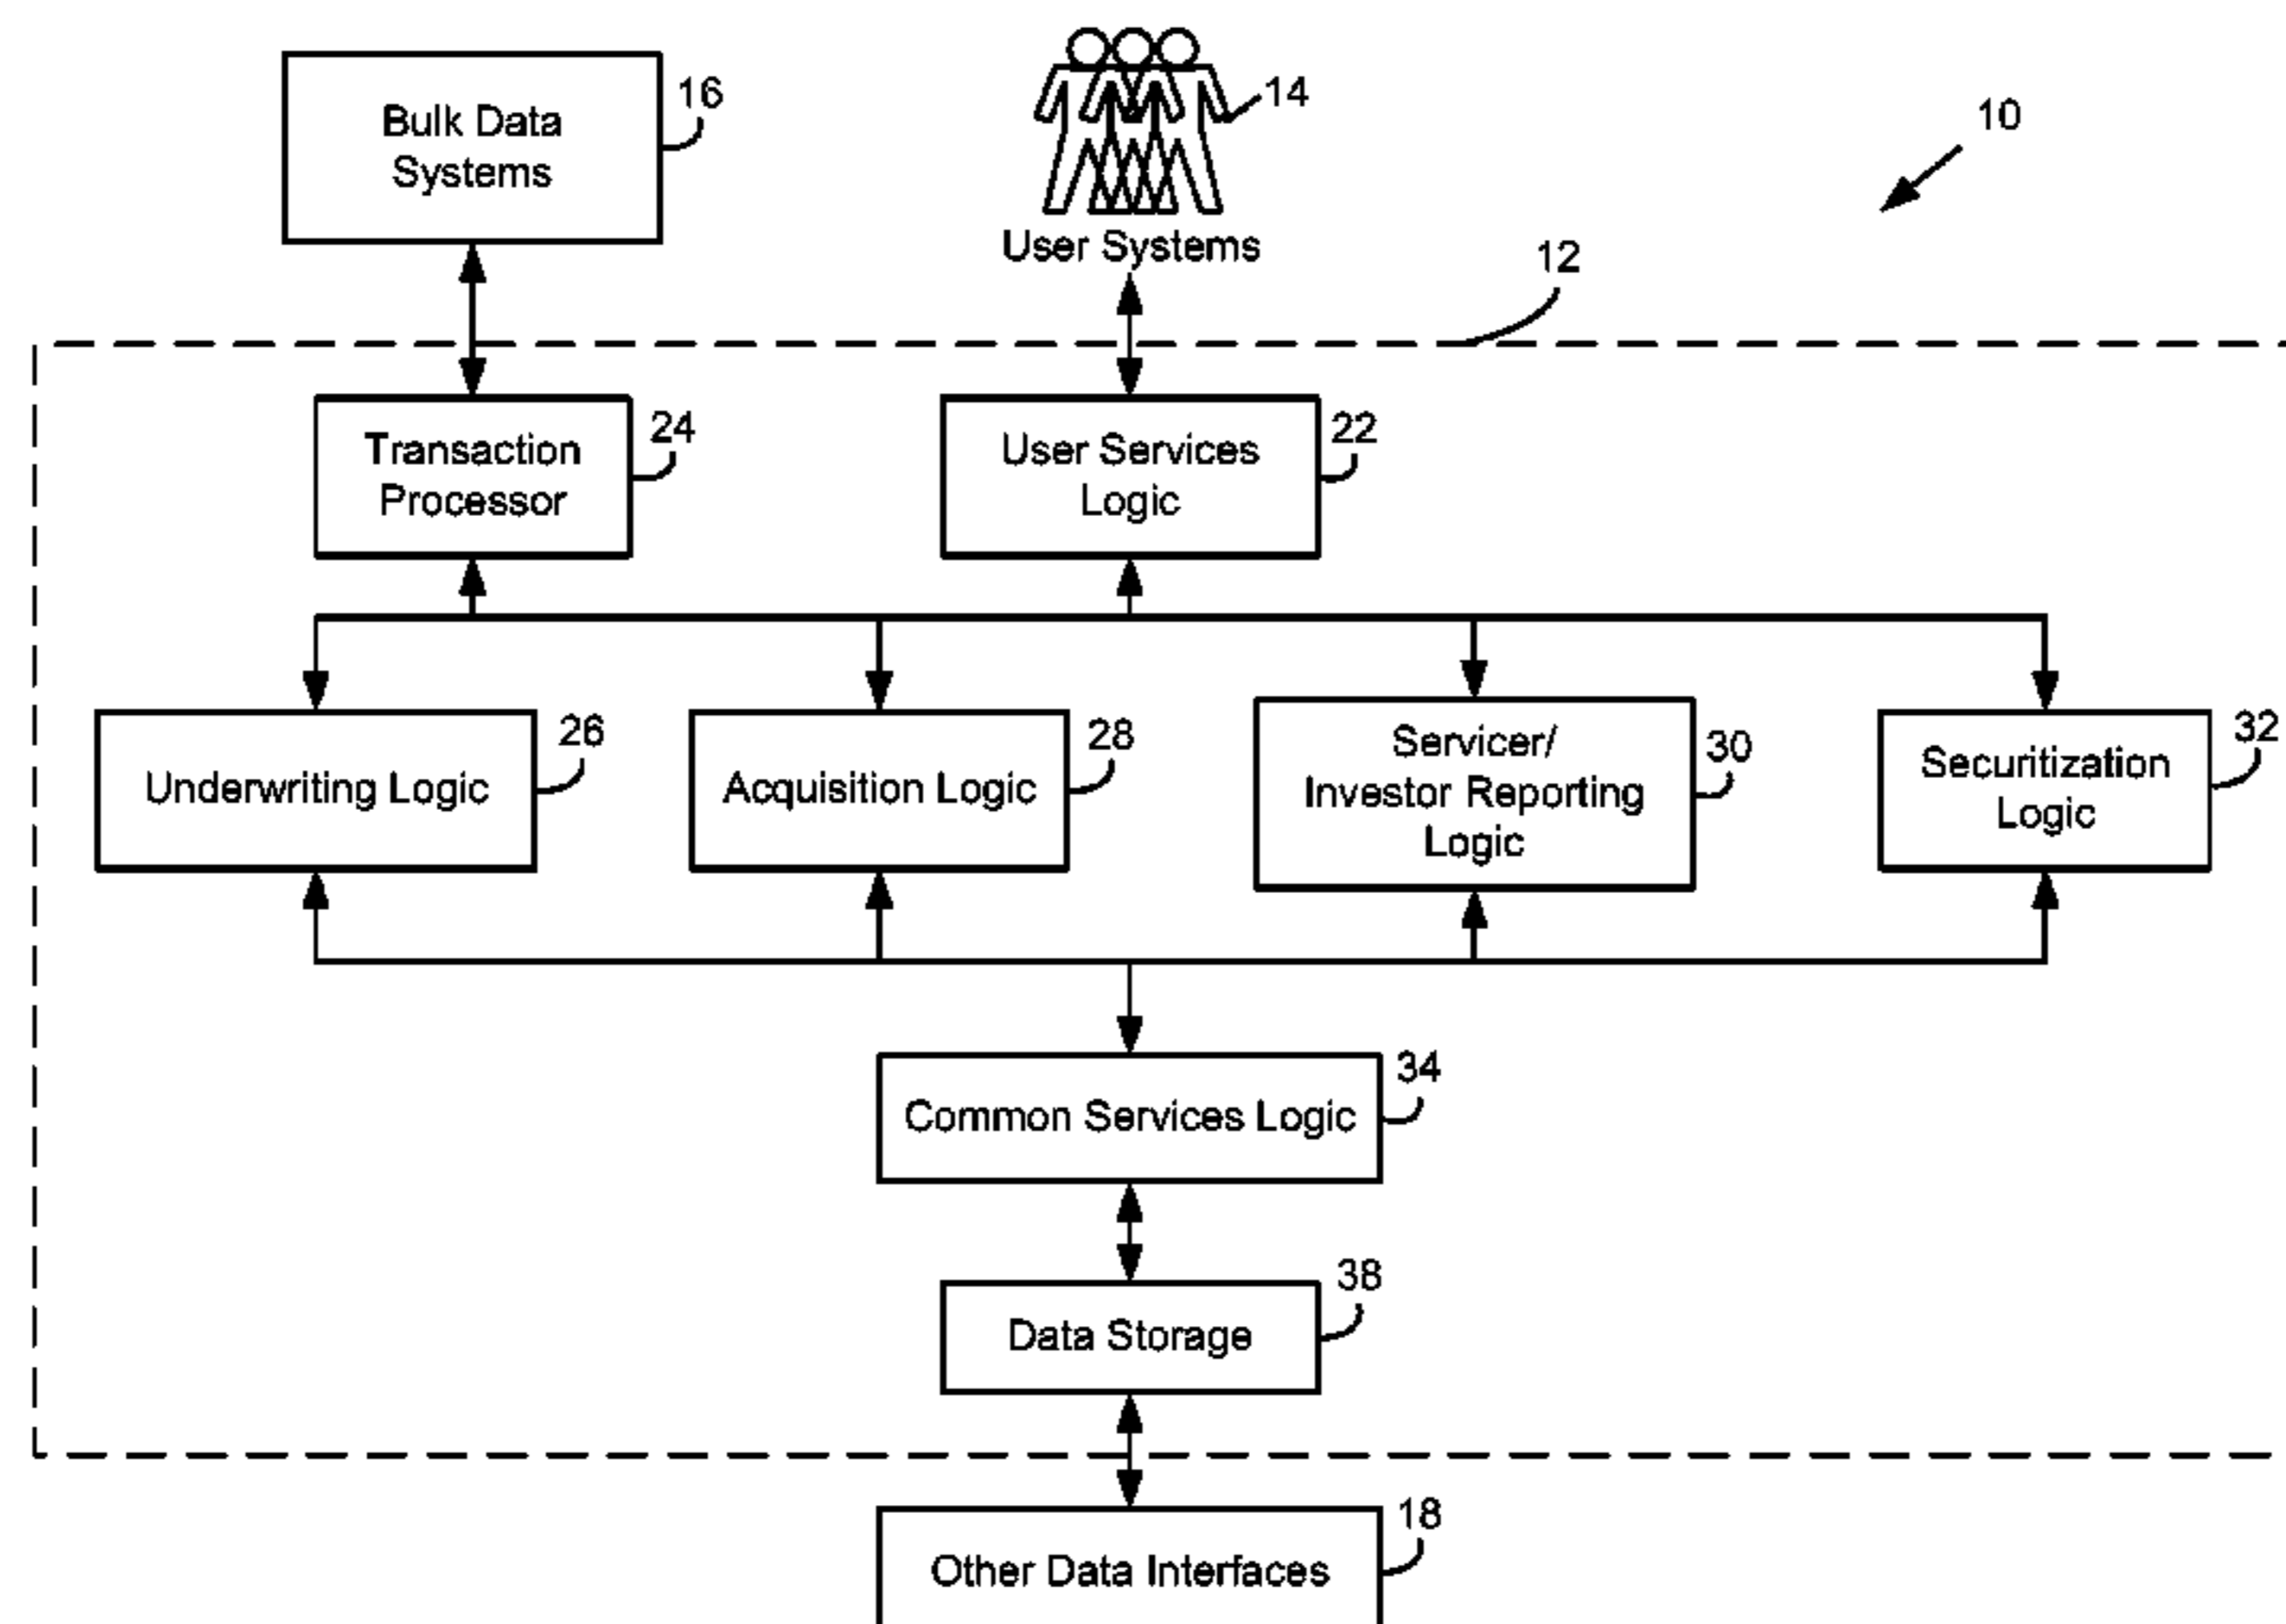 Bulk Data
Systems
16
14
User Systems
10
12
Transaction
Processor
24
User Services
Logic
22
Underwriting Logic
26
Acquisition Logic
28
Servicer/
Investor Reporting
Logic
30
Securitization
Logic
32
Common Services Logic
34
Data Storage
38
Other Data Interfaces
18